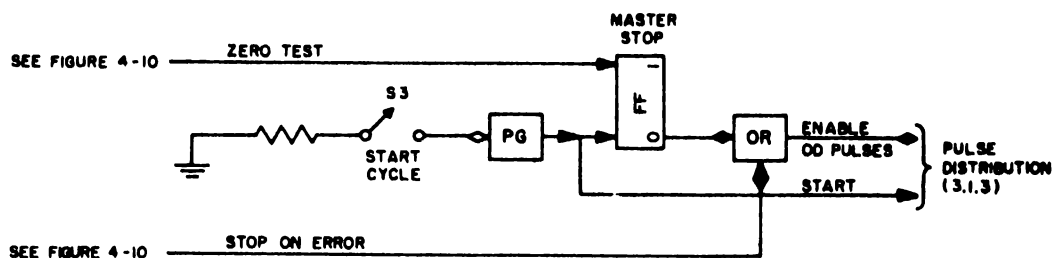 MASTER
STOP
SEE FIGURE 4-10
ZERO TEST
1
FF
0
S3
START
CYCLE
PG
OR
ENABLE
OD PULSES
START
PULSE
DISTRIBUTION
(3.1.3)
SEE FIGURE 4-10
STOP ON ERROR